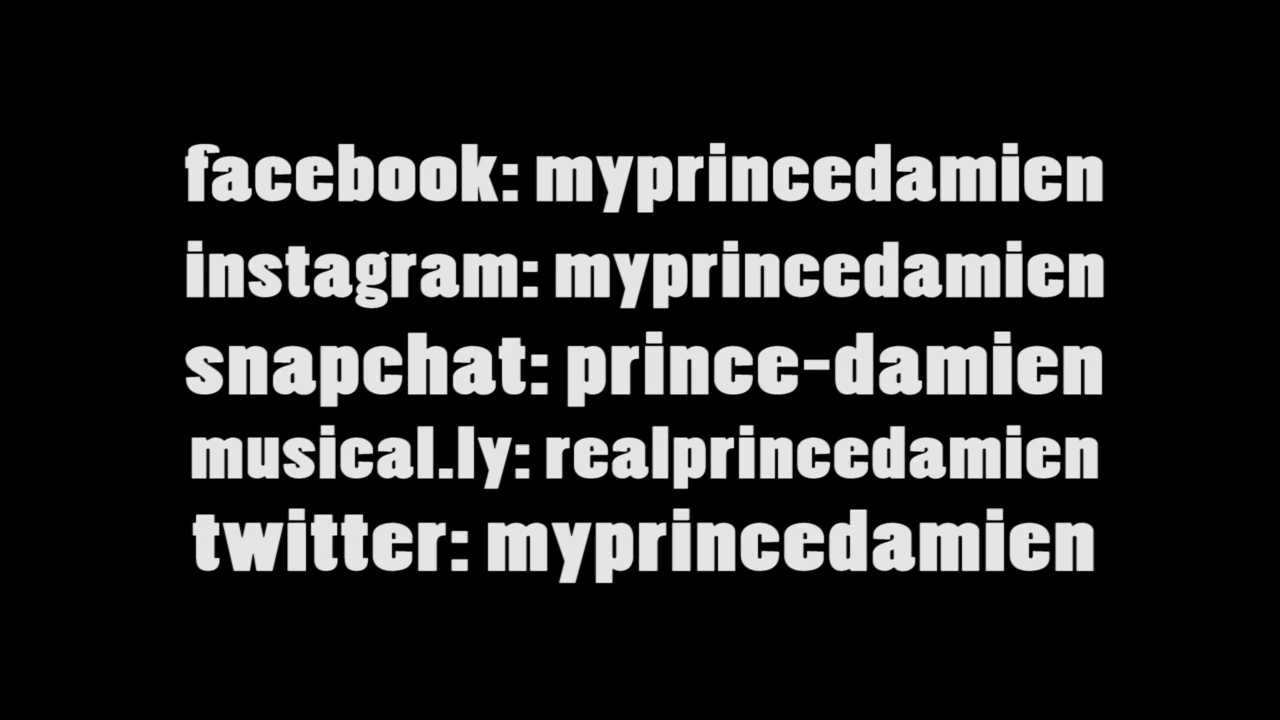 facebook: myprincedamien
instagram: myprincedamien
snapchat: prince-damien
musical.ly: realprincedamien
twitter: myprincedamien